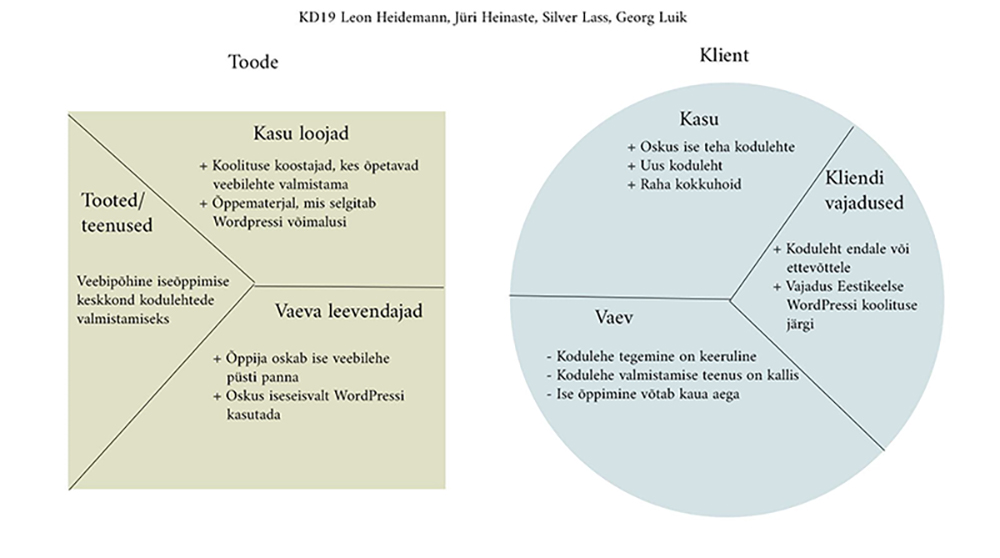 KD19 Leon Heidemann, Jüri Heinaste, Silver Lass, Georg Luik
Toode
Kasu loojad
+ Koolituse koostajad, kes õpetavad
veebilehte valmistama
+ Õppematerjal, mis selgitab
Wordpressi võimalusi
Tooted/
teenused
Veebipõhine iseõppimise
keskkond kodulehtede
valmistamiseks
Vaeva leevendajad
+ Õppija oskab ise veebilehe
püsti panna
+ Oskus iseseisvalt WordPressi
kasutada
Klient
Kasu
+ Oskus ise teha kodulehte
+ Uus koduleht
+ Raha kokkuhoid
Kliendi
vajadused
+ Koduleht endale või
ettevõttele
+ Vajadus Eestikeelse
WordPressi koolituse
järgi
Vaev
- Kodulehe tegemine on keeruline
- Kodulehe valmistamise teenus on kallis
- Ise õppimine võtab kaua aega